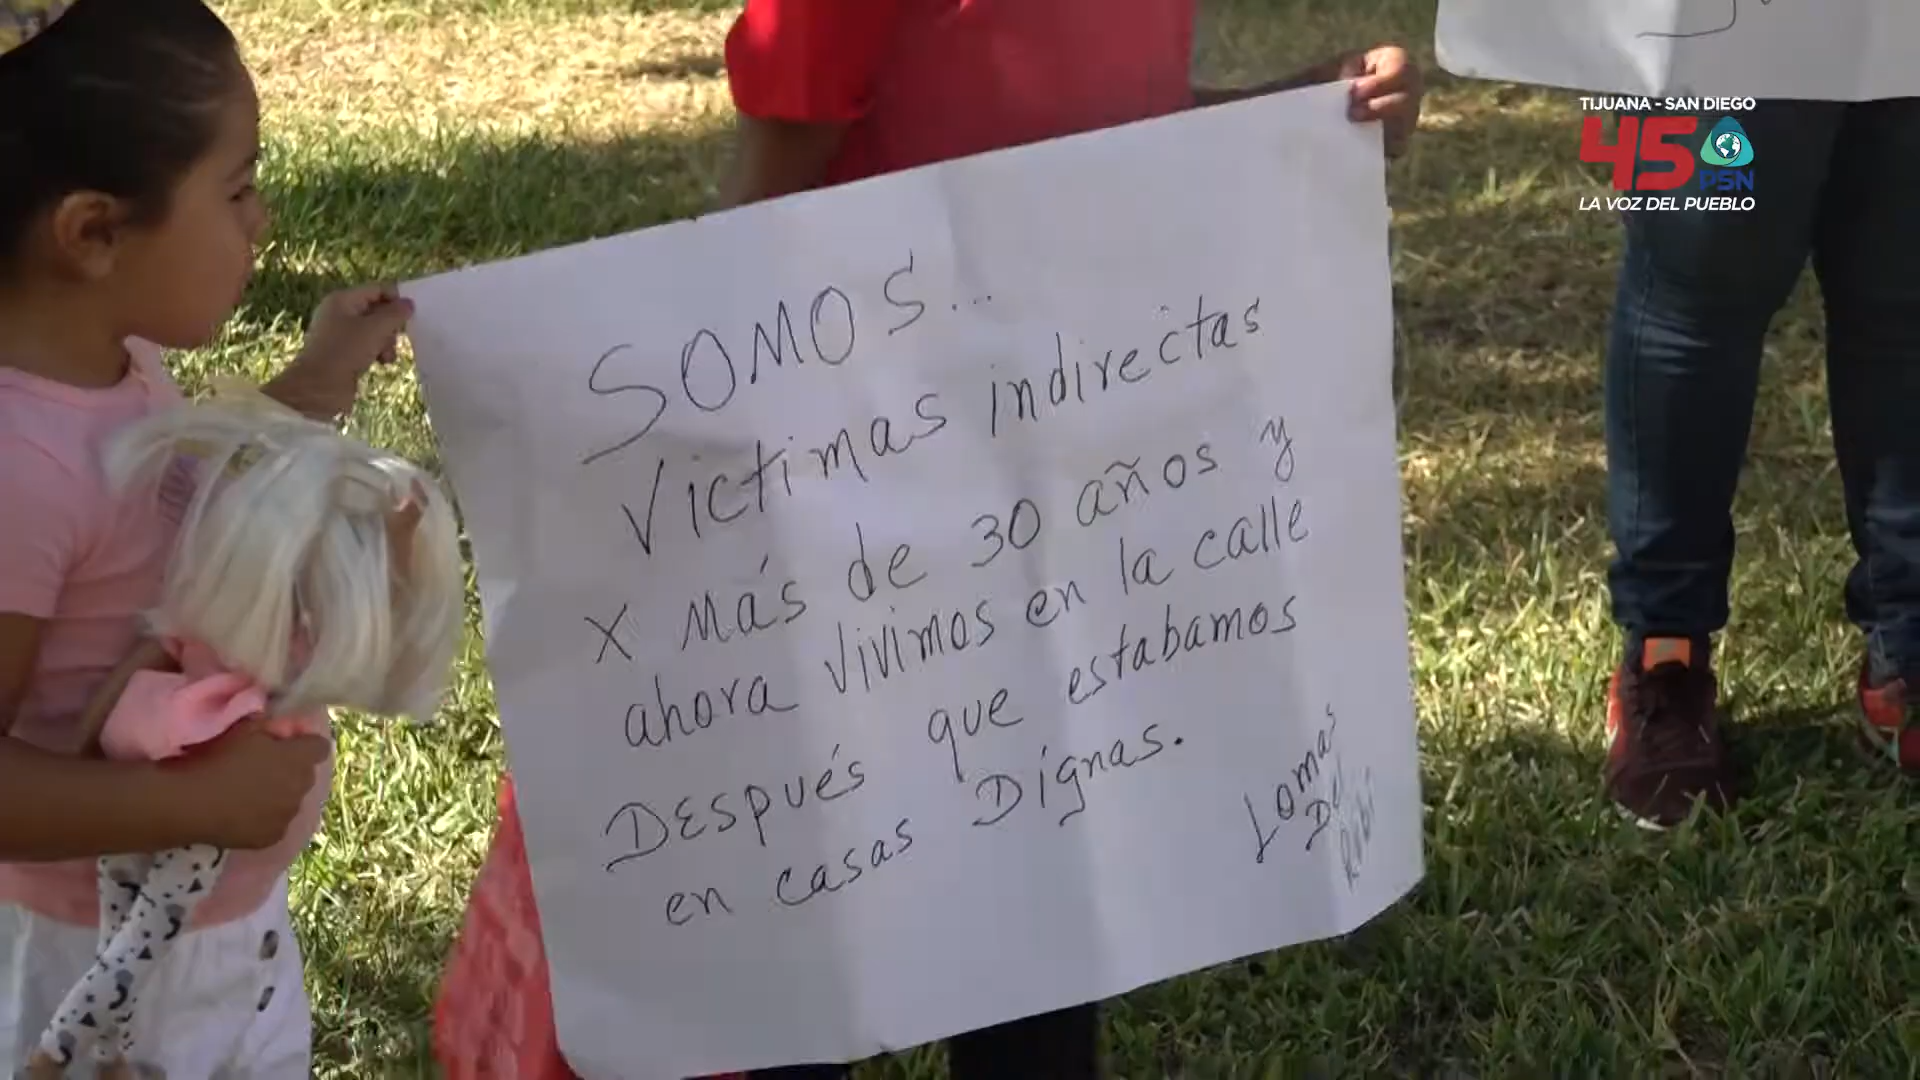 TIJUANA - SAN DIEGO
45
PSN
LA VOZ DEL PUEBLO
SOMOS...
Victimas indirectas
x más de 30 años y
ahora vivimos en la calle
Después que estabamos
en casas Dignas.
Lomas
Del
Rubí